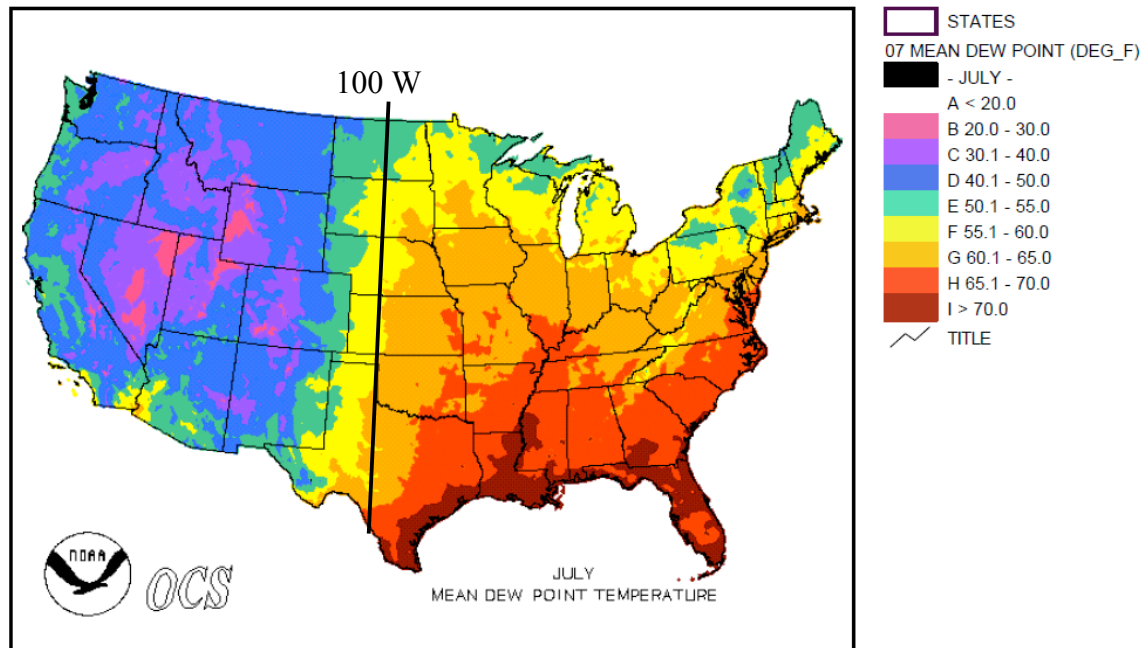 100 W
NOAA
OCS
JULY
MEAN DEW POINT TEMPERATURE
STATES
07 MEAN DEW POINT (DEG_F)
- JULY -
A < 20.0
B 20.0 - 30.0
C 30.1 - 40.0
D 40.1 - 50.0
E 50.1 - 55.0
F 55.1 - 60.0
G 60.1 - 65.0
H 65.1 - 70.0
I > 70.0
TITLE